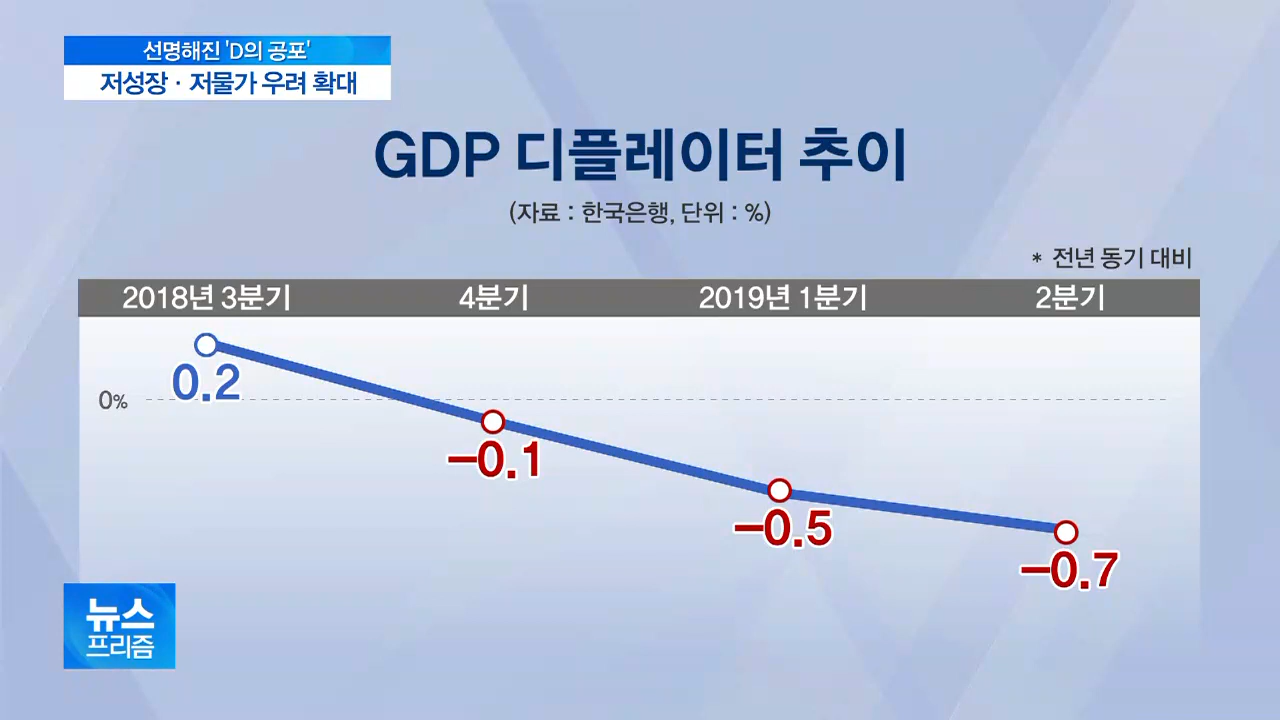 선명해진 'D의 공포'
저성장·저물가 우려 확대
GDP 디플레이터 추이
(자료 : 한국은행, 단위 : %)
* 전년 동기 대비
2018년 3분기 4분기 2019년 1분기 2분기
0.2
0%
–0.1
–0.5
–0.7
뉴스
프리즘